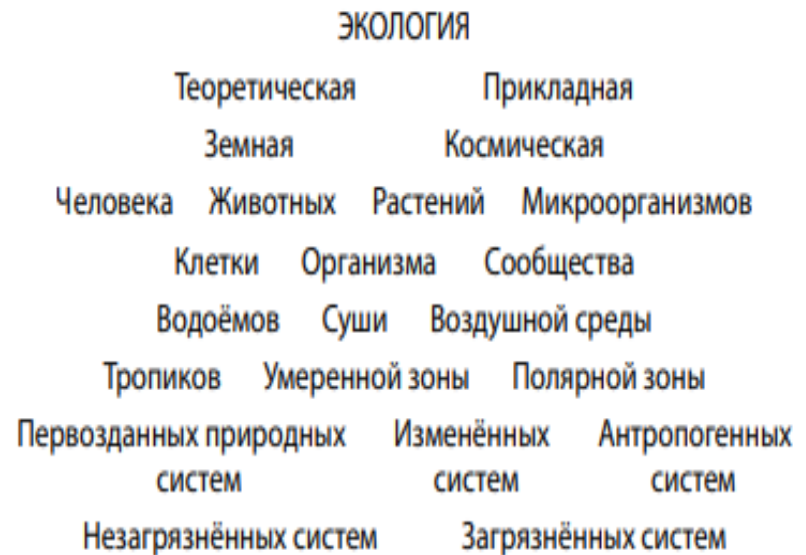 ЭКОЛОГИЯ
Теоретическая Прикладная
Земная Космическая
Человека Животных Растений Микроорганизмов
Клетки Организма Сообщества
Водоёмов Суши Воздушной среды
Тропиков Умеренной зоны Полярной зоны
Первозданных природных Изменённых Антропогенных
систем систем систем
Незагрязнённых систем Загрязнённых систем